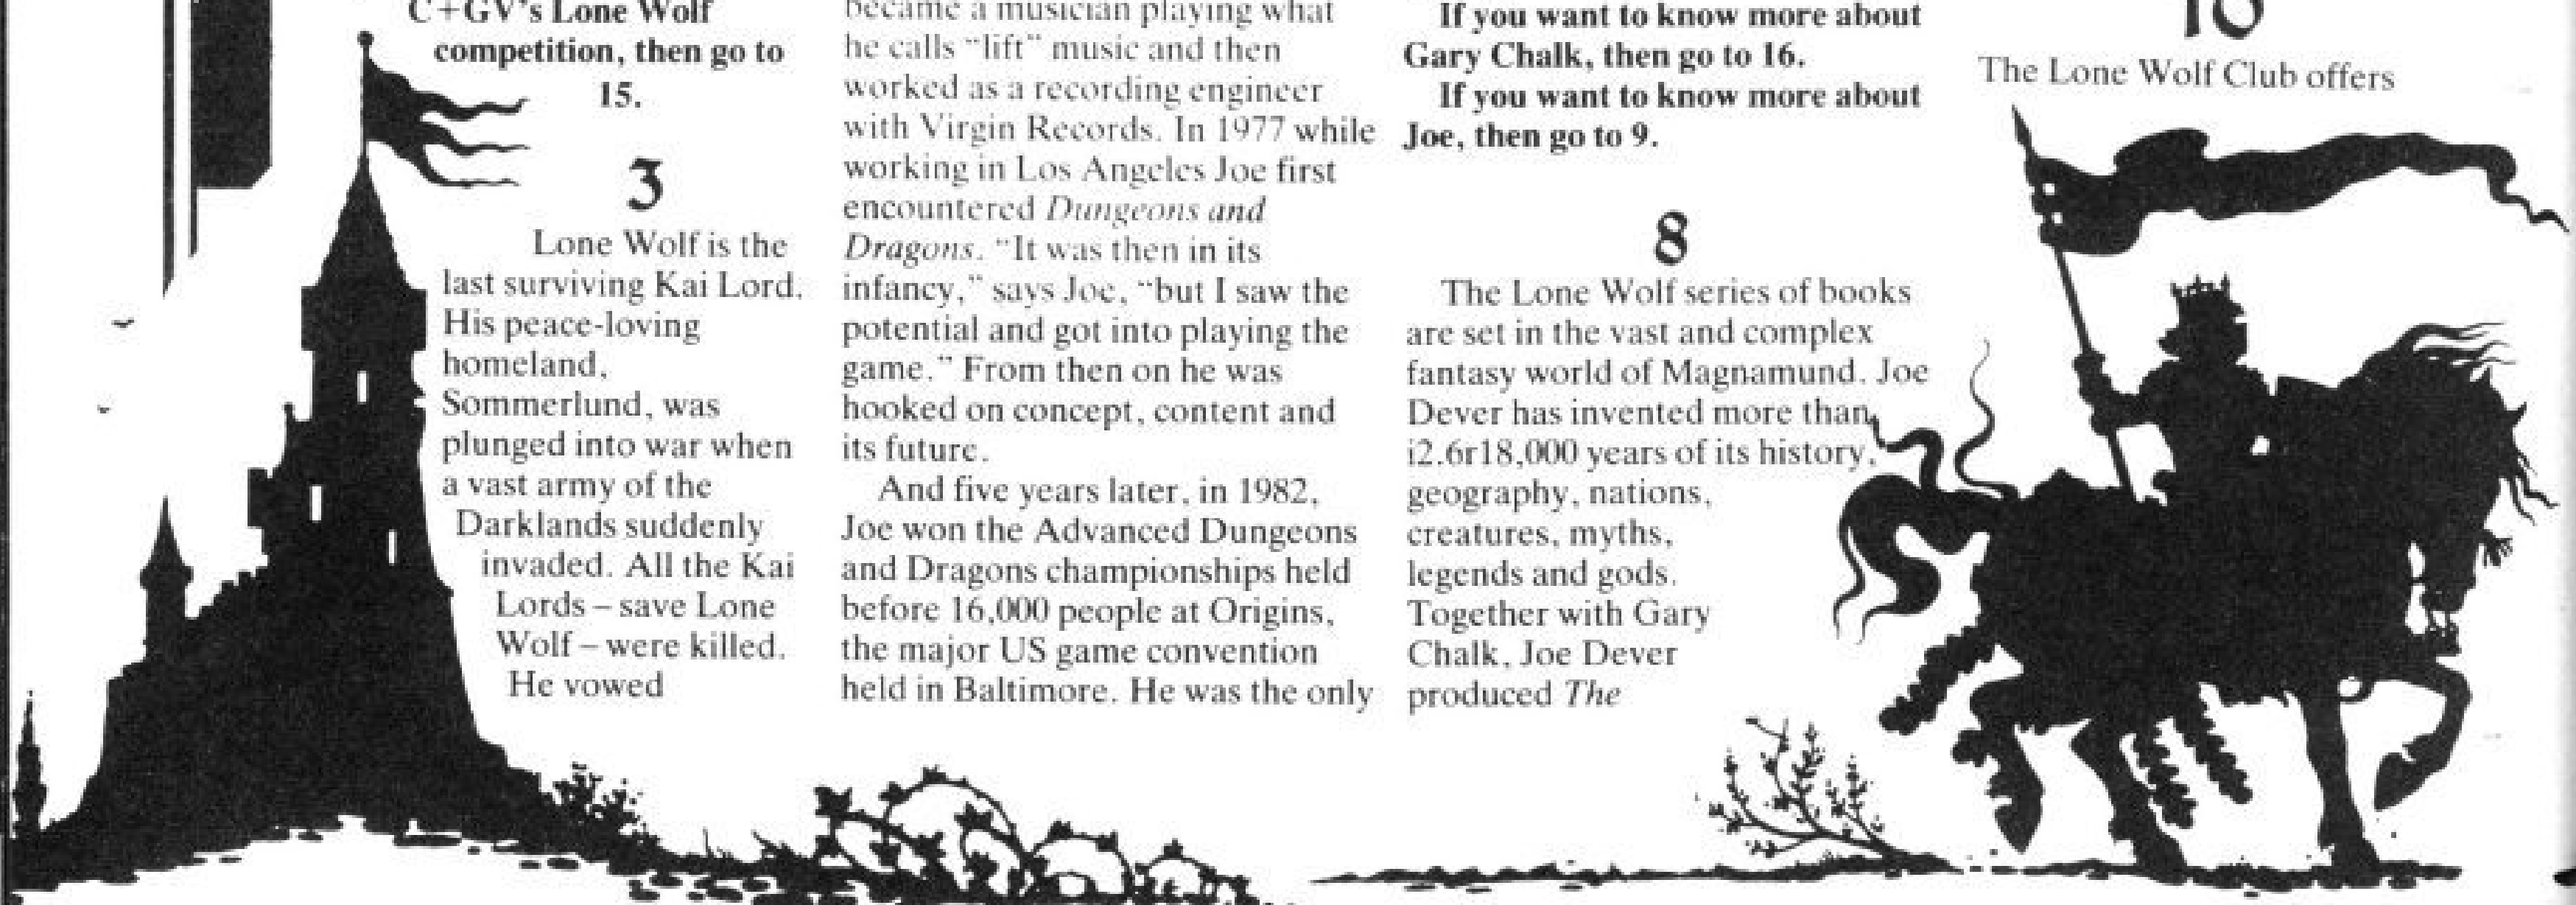 C+GV's Lone Wolf
competition, then go to
15.
3
Lone Wolf is the
last surviving Kai Lord.
His peace-loving
homeland,
Sommerlund, was
plunged into war when
a vast army of the
Darklands suddenly
invaded. All the Kai
Lords – save Lone
Wolf – were killed.
He vowed
became a musician playing what
he calls "lift" music and then
worked as a recording engineer
with Virgin Records. In 1977 while
working in Los Angeles Joe first
encountered Dungeons and
Dragons. "It was then in its
infancy," says Joe, "but I saw the
potential and got into playing the
game." From then on he was
hooked on concept, content and
its future.
And five years later, in 1982,
Joe won the Advanced Dungeons
and Dragons championships held
before 16,000 people at Origins,
the major US game convention
held in Baltimore. He was the only
If you want to know more about
Gary Chalk, then go to 16.
If you want to know more about
Joe, then go to 9.
8
The Lone Wolf series of books
are set in the vast and complex
fantasy world of Magnamund. Joe
Dever has invented more than
i2.6r18,000 years of its history,
geography, nations,
creatures, myths,
legends and gods.
Together with Gary
Chalk, Joe Dever
produced The
10
The Lone Wolf Club offers